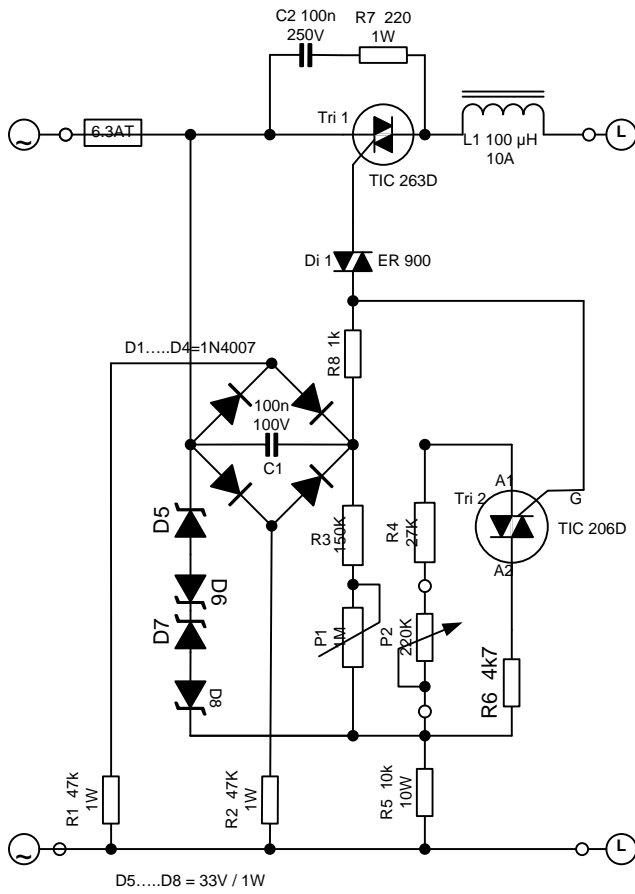 C2 100n
250V
R7 220
1W
~
6.3AT
Tri 1
L1 100 µH
10A
L
TIC 263D
Di 1
ER 900
D1.....D4=1N4007
R8 1k
100n
100V
C1
A1
Tri 2
G
TIC 206D
A2
D5
R3
150K
R4
27K
D6
D7
P1
1M
P2
220K
R6 4k7
D8
R1 47k
1W
R2 47K
1W
R5 10k
10W
~
L
D5.....D8 = 33V / 1W